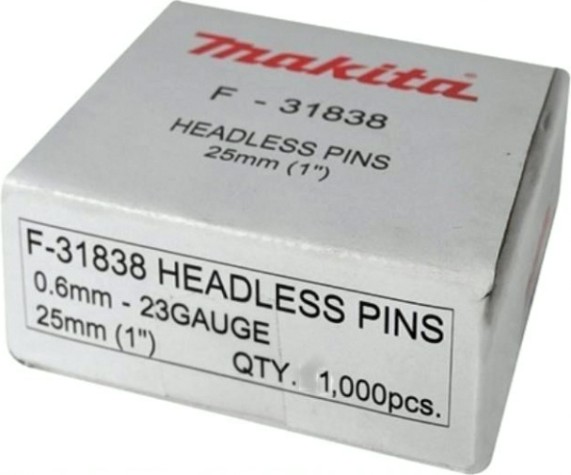 makita
F - 31838
HEADLESS PINS
25mm (1")
F-31838 HEADLESS PINS
0.6mm - 23GAUGE
25mm (1")
QTY. 1,000pcs.